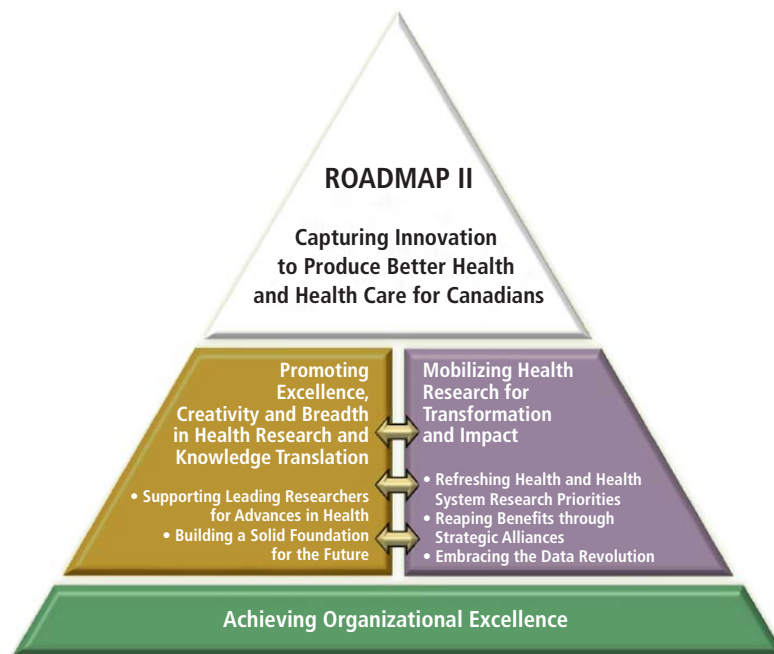 ROADMAP II
Capturing Innovation
to Produce Better Health
and Health Care for Canadians
Promoting
Excellence,
Creativity and Breadth
in Health Research and
Knowledge Translation
• Supporting Leading Researchers
for Advances in Health
• Building a Solid Foundation
for the Future
Mobilizing Health
Research for
Transformation
and Impact
• Refreshing Health and Health
System Research Priorities
• Reaping Benefits through
Strategic Alliances
• Embracing the Data Revolution
Achieving Organizational Excellence